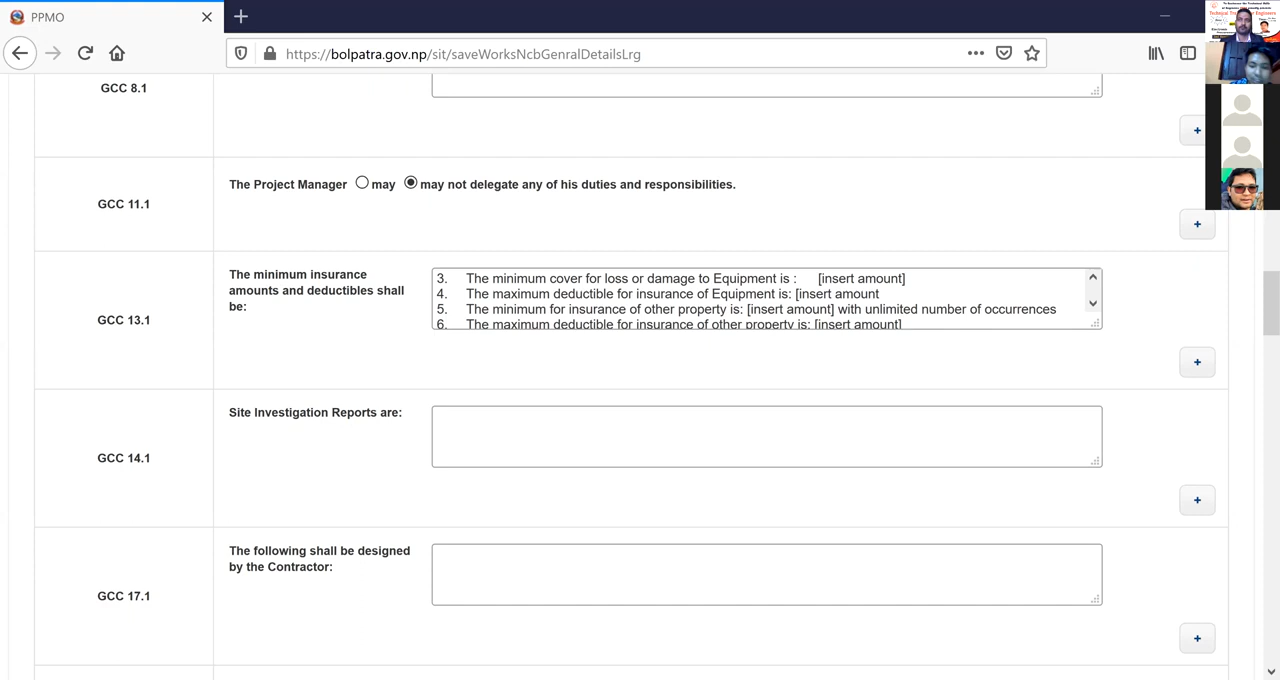 PPMO
https://bolpatra.gov.np/sit/saveWorksNcbGenralDetailsLrg
GCC 8.1
+
GCC 11.1
The Project Manager may may not delegate any of his duties and responsibilities.
+
GCC 13.1
The minimum insurance
amounts and deductibles shall
be:
3. The minimum cover for loss or damage to Equipment is : [insert amount]
4. The maximum deductible for insurance of Equipment is: [insert amount
5. The minimum for insurance of other property is: [insert amount] with unlimited number of occurrences
6. The maximum deductible for insurance of other property is: [insert amount]
+
GCC 14.1
Site Investigation Reports are:
+
GCC 17.1
The following shall be designed
by the Contractor:
+